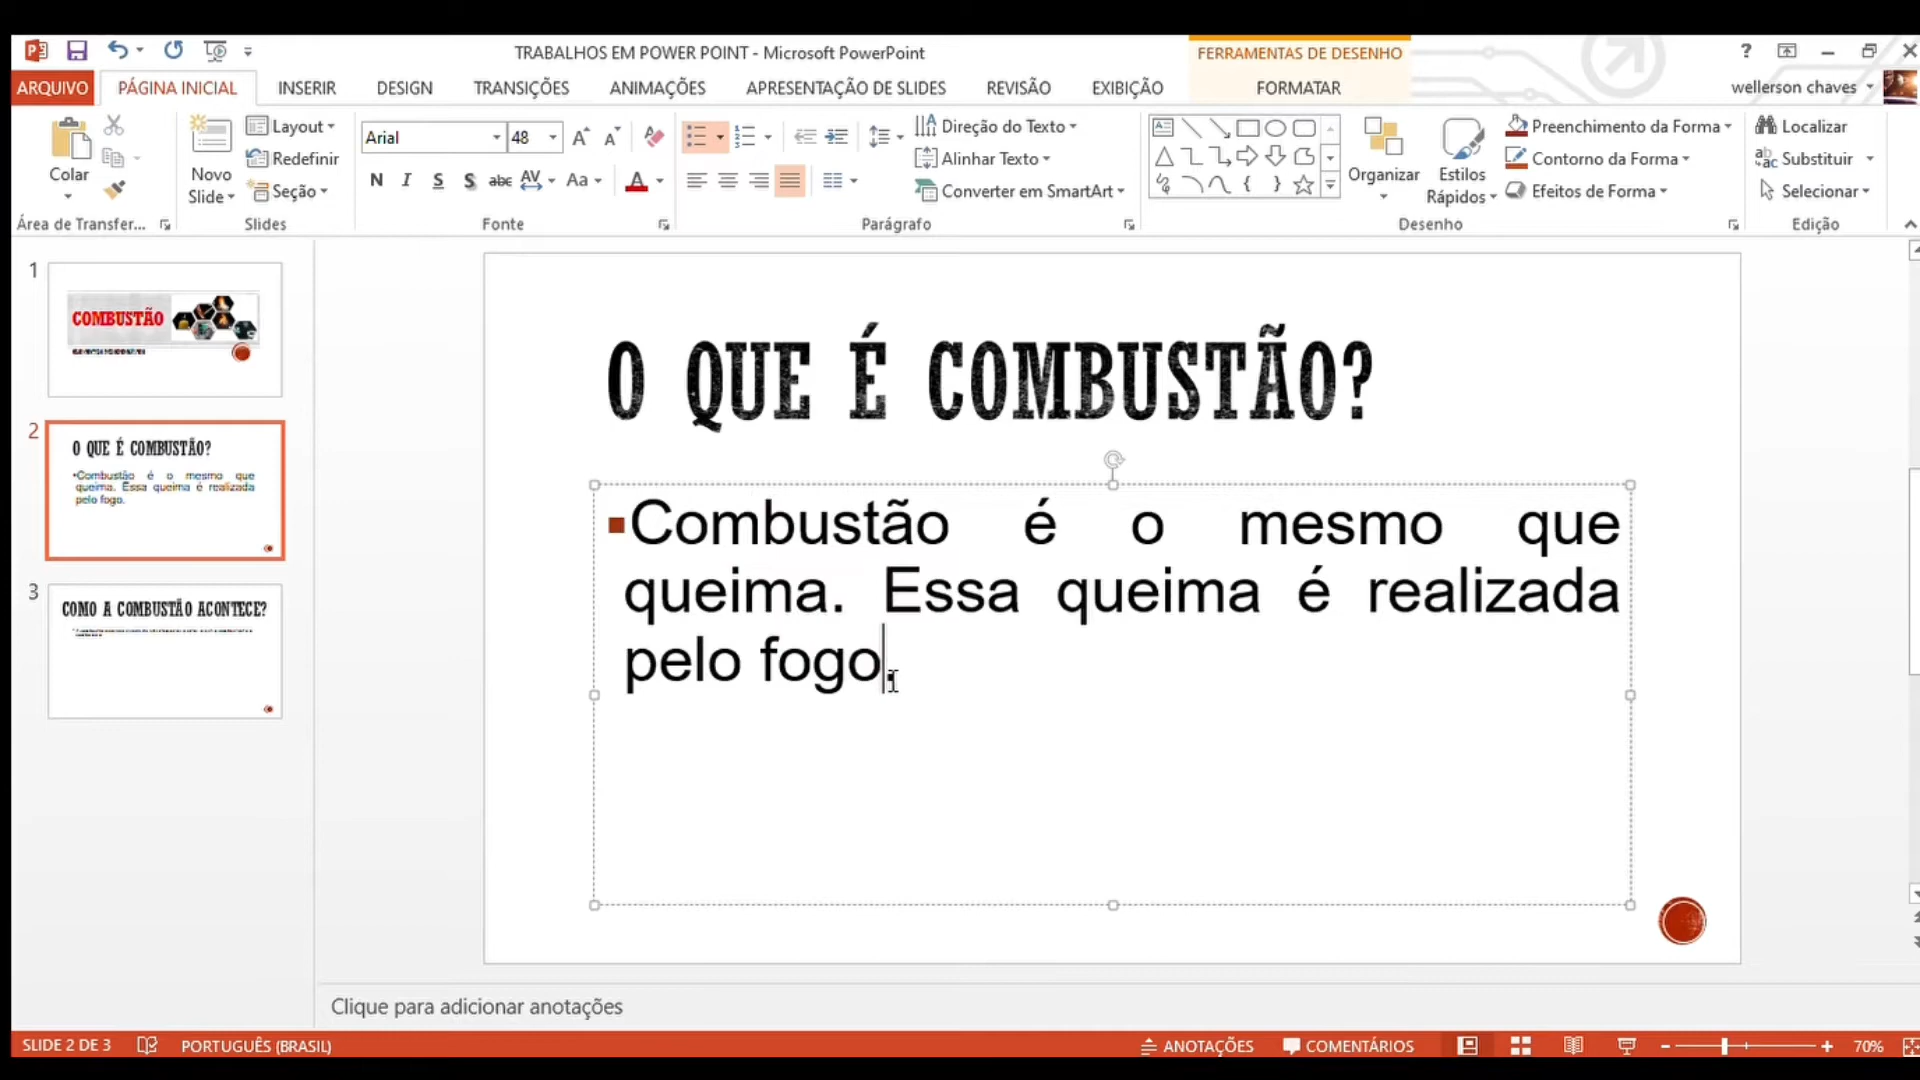 TRABALHOS EM POWER POINT - Microsoft PowerPoint
FERRAMENTAS DE DESENHO
?
ARQUIVO
PÁGINA INICIAL
INSERIR
DESIGN
TRANSIÇÕES
ANIMAÇÕES
APRESENTAÇÃO DE SLIDES
REVISÃO
EXIBIÇÃO
FORMATAR
wellerson chaves
Colar
Área de Transfer...
Novo
Slide
Layout
Redefinir
Seção
Slides
Arial
48
N I S S abc AV Aa A
Fonte
Direção do Texto
Alinhar Texto
Converter em SmartArt
Parágrafo
Organizar
Estilos
Rápidos
Preenchimento da Forma
Contorno da Forma
Efeitos de Forma
Desenho
Localizar
Substituir
Selecionar
Edição
1
COMBUSTÃO
2
O QUE É COMBUSTÃO?
Combustão é o mesmo que
queima. Essa queima é realizada
pelo fogo.
3
COMO A COMBUSTÃO ACONTECE?
O QUE É COMBUSTÃO?
Combustão é o mesmo que
queima. Essa queima é realizada
pelo fogo.
Clique para adicionar anotações
SLIDE 2 DE 3
PORTUGUÊS (BRASIL)
ANOTAÇÕES
COMENTÁRIOS
70%